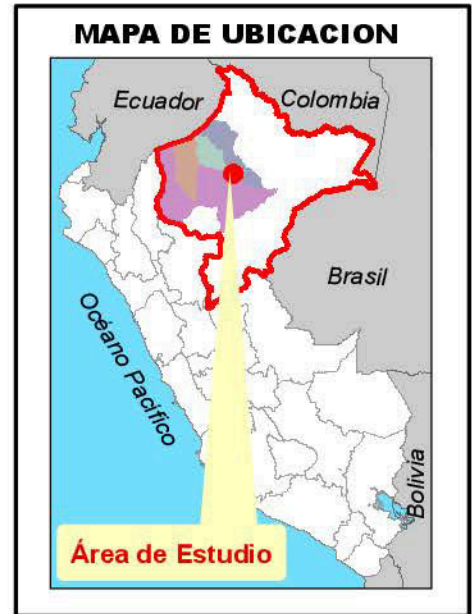 MAPA DE UBICACION
Ecuador
Colombia
Brasil
Océano Pacifico
Bolivia
Área de Estudio